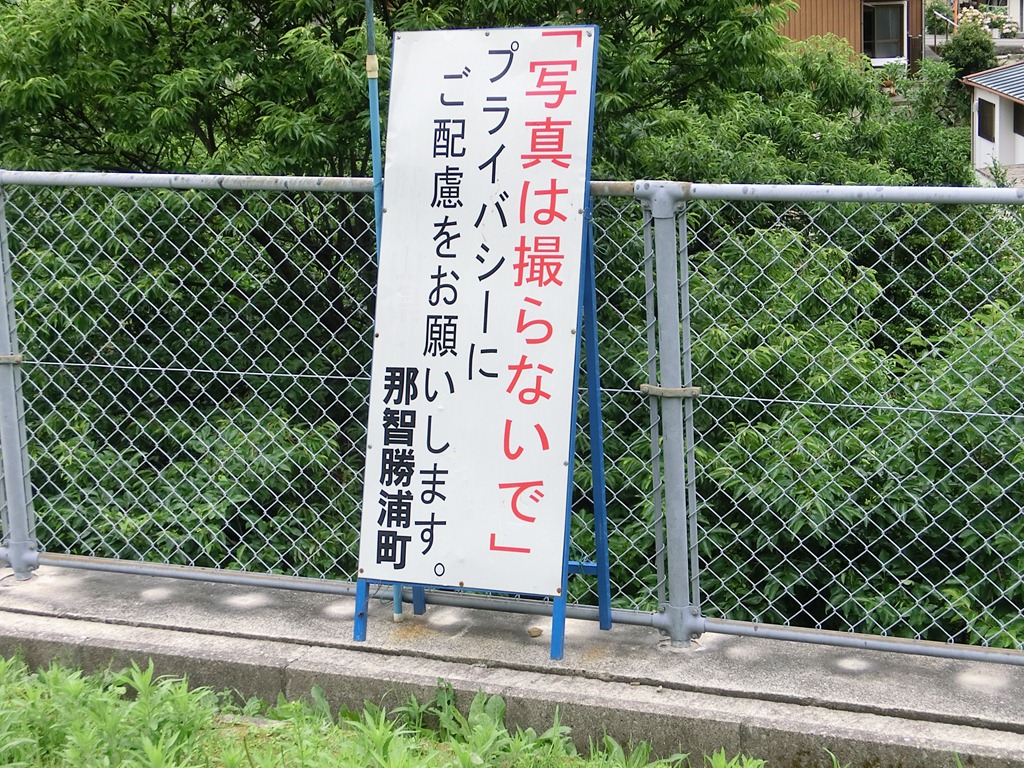 「写真は撮らないで」
プライバシーに
ご配慮をお願いします。
那智勝浦町